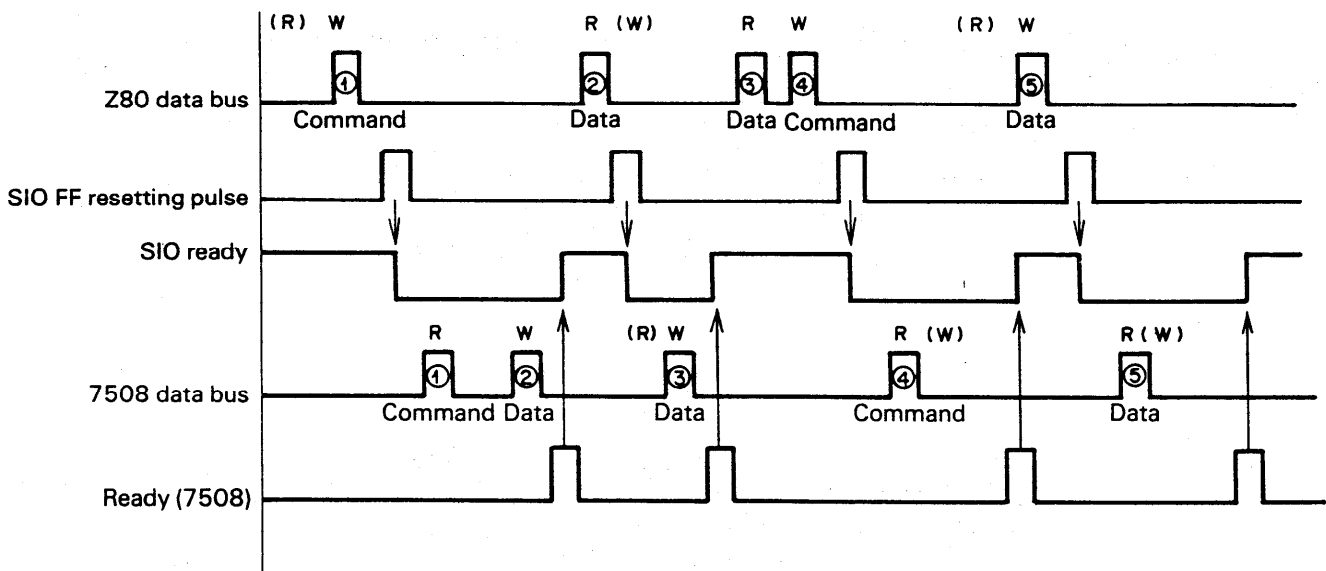 (R) W R (W) R W (R) W
Z80 data bus ① ② ③ ④ ⑤
Command Data Data Command Data
SIO FF resetting pulse
SIO ready
R W (R) W R (W) R (W)
7508 data bus ① ② ③ ④ ⑤
Command Data Data Command Data
Ready (7508)